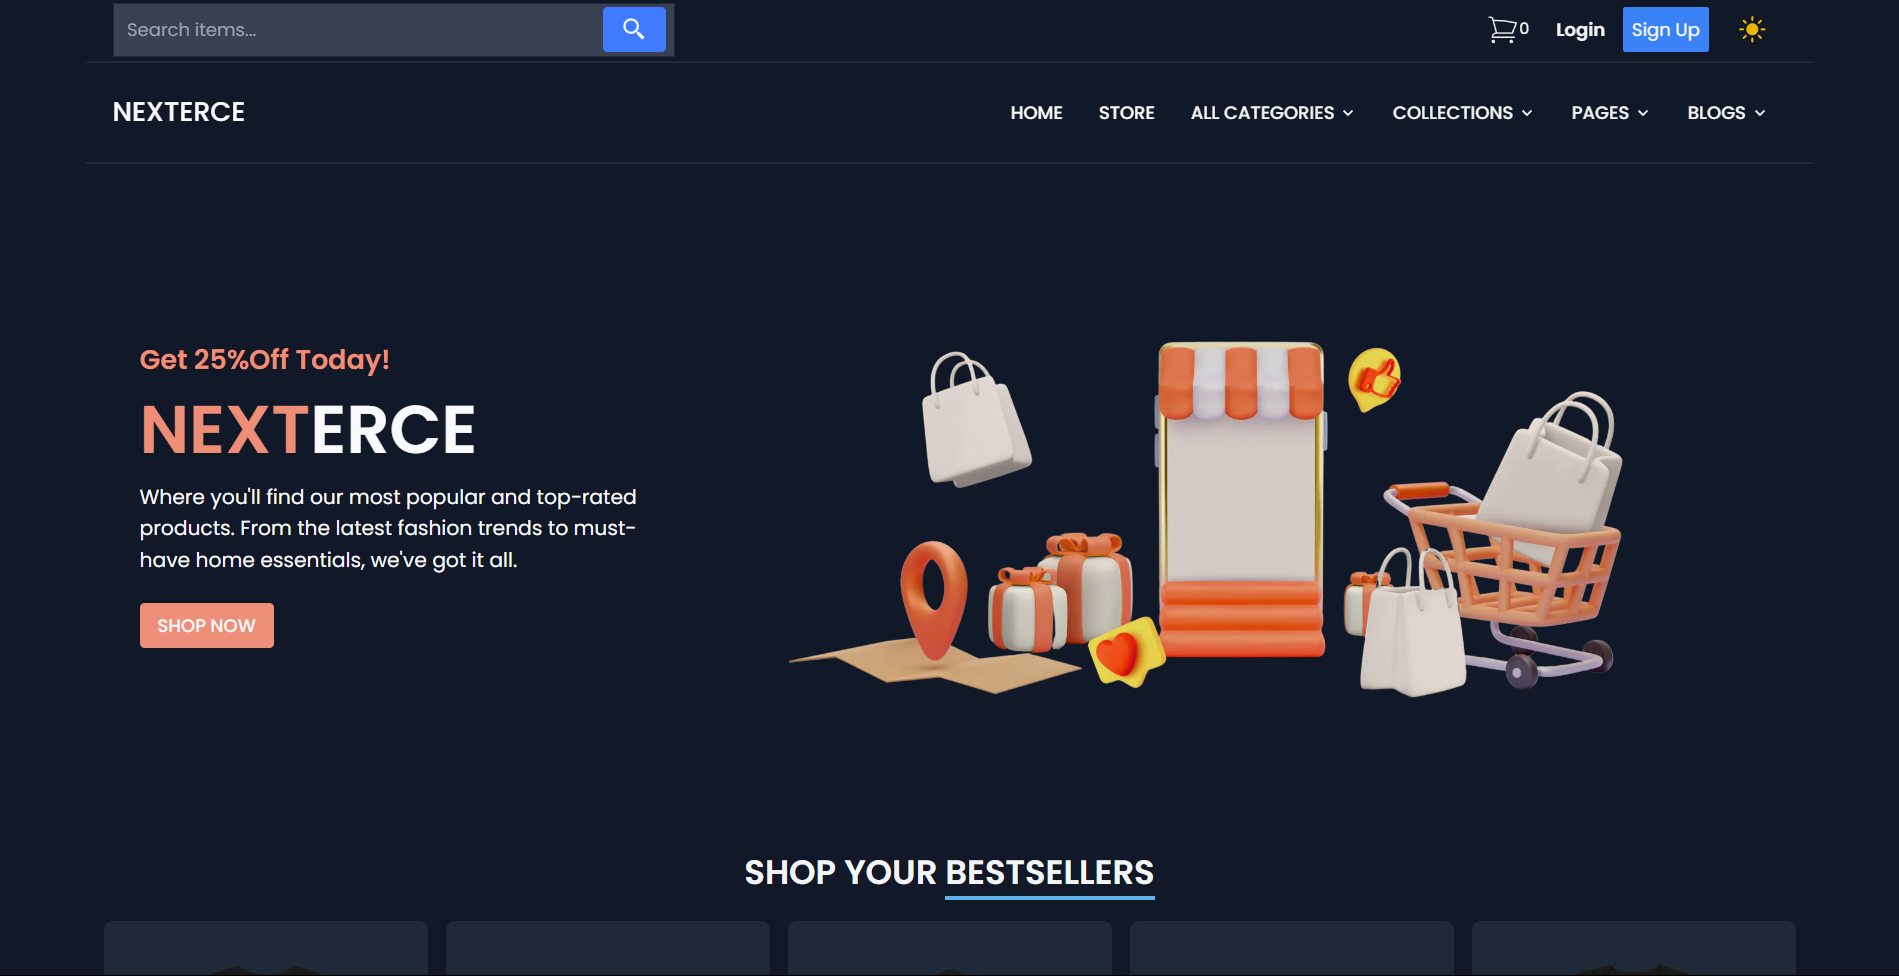 Search items...
0
Login
Sign Up
NEXTERCE
HOME
STORE
ALL CATEGORIES
COLLECTIONS
PAGES
BLOGS
Get 25%Off Today!
NEXTERCE
Where you'll find our most popular and top-rated
products. From the latest fashion trends to must-
have home essentials, we've got it all.
SHOP NOW
SHOP YOUR BESTSELLERS